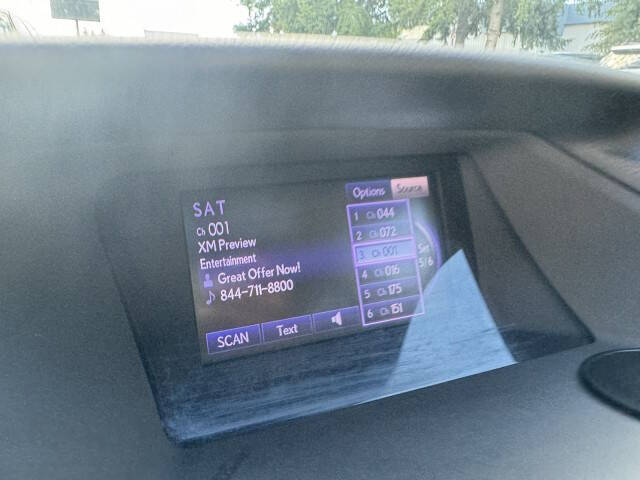 SAT
Ch 001
XM Preview
Entertainment
Great Offer Now!
844-711-8800
SCAN
Text
Options
Source
1 Ch 044
2 Ch 072
3 Ch 001
4 Ch 016
5 Ch 175
6 Ch 151
Set
5/6